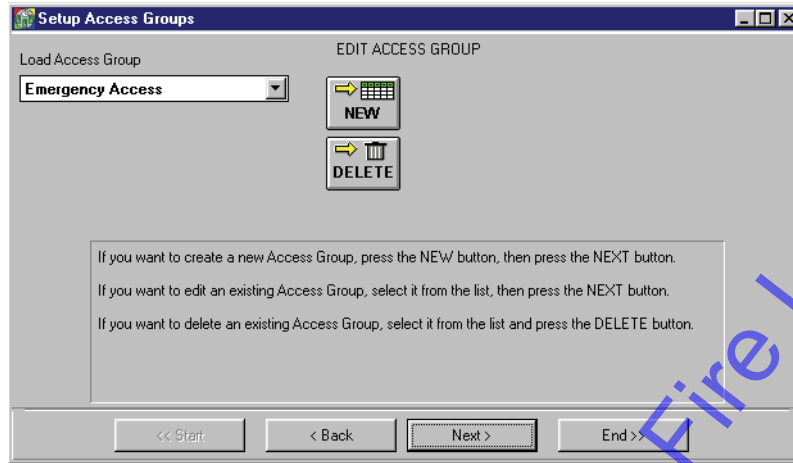 Setup Access Groups
Load Access Group
EDIT ACCESS GROUP
Emergency Access
NEW
DELETE
If you want to create a new Access Group, press the NEW button, then press the NEXT button.
If you want to edit an existing Access Group, select it from the list, then press the NEXT button.
If you want to delete an existing Access Group, select it from the list and press the DELETE button.
<< Start
< Back
Next >
End >>
Fire